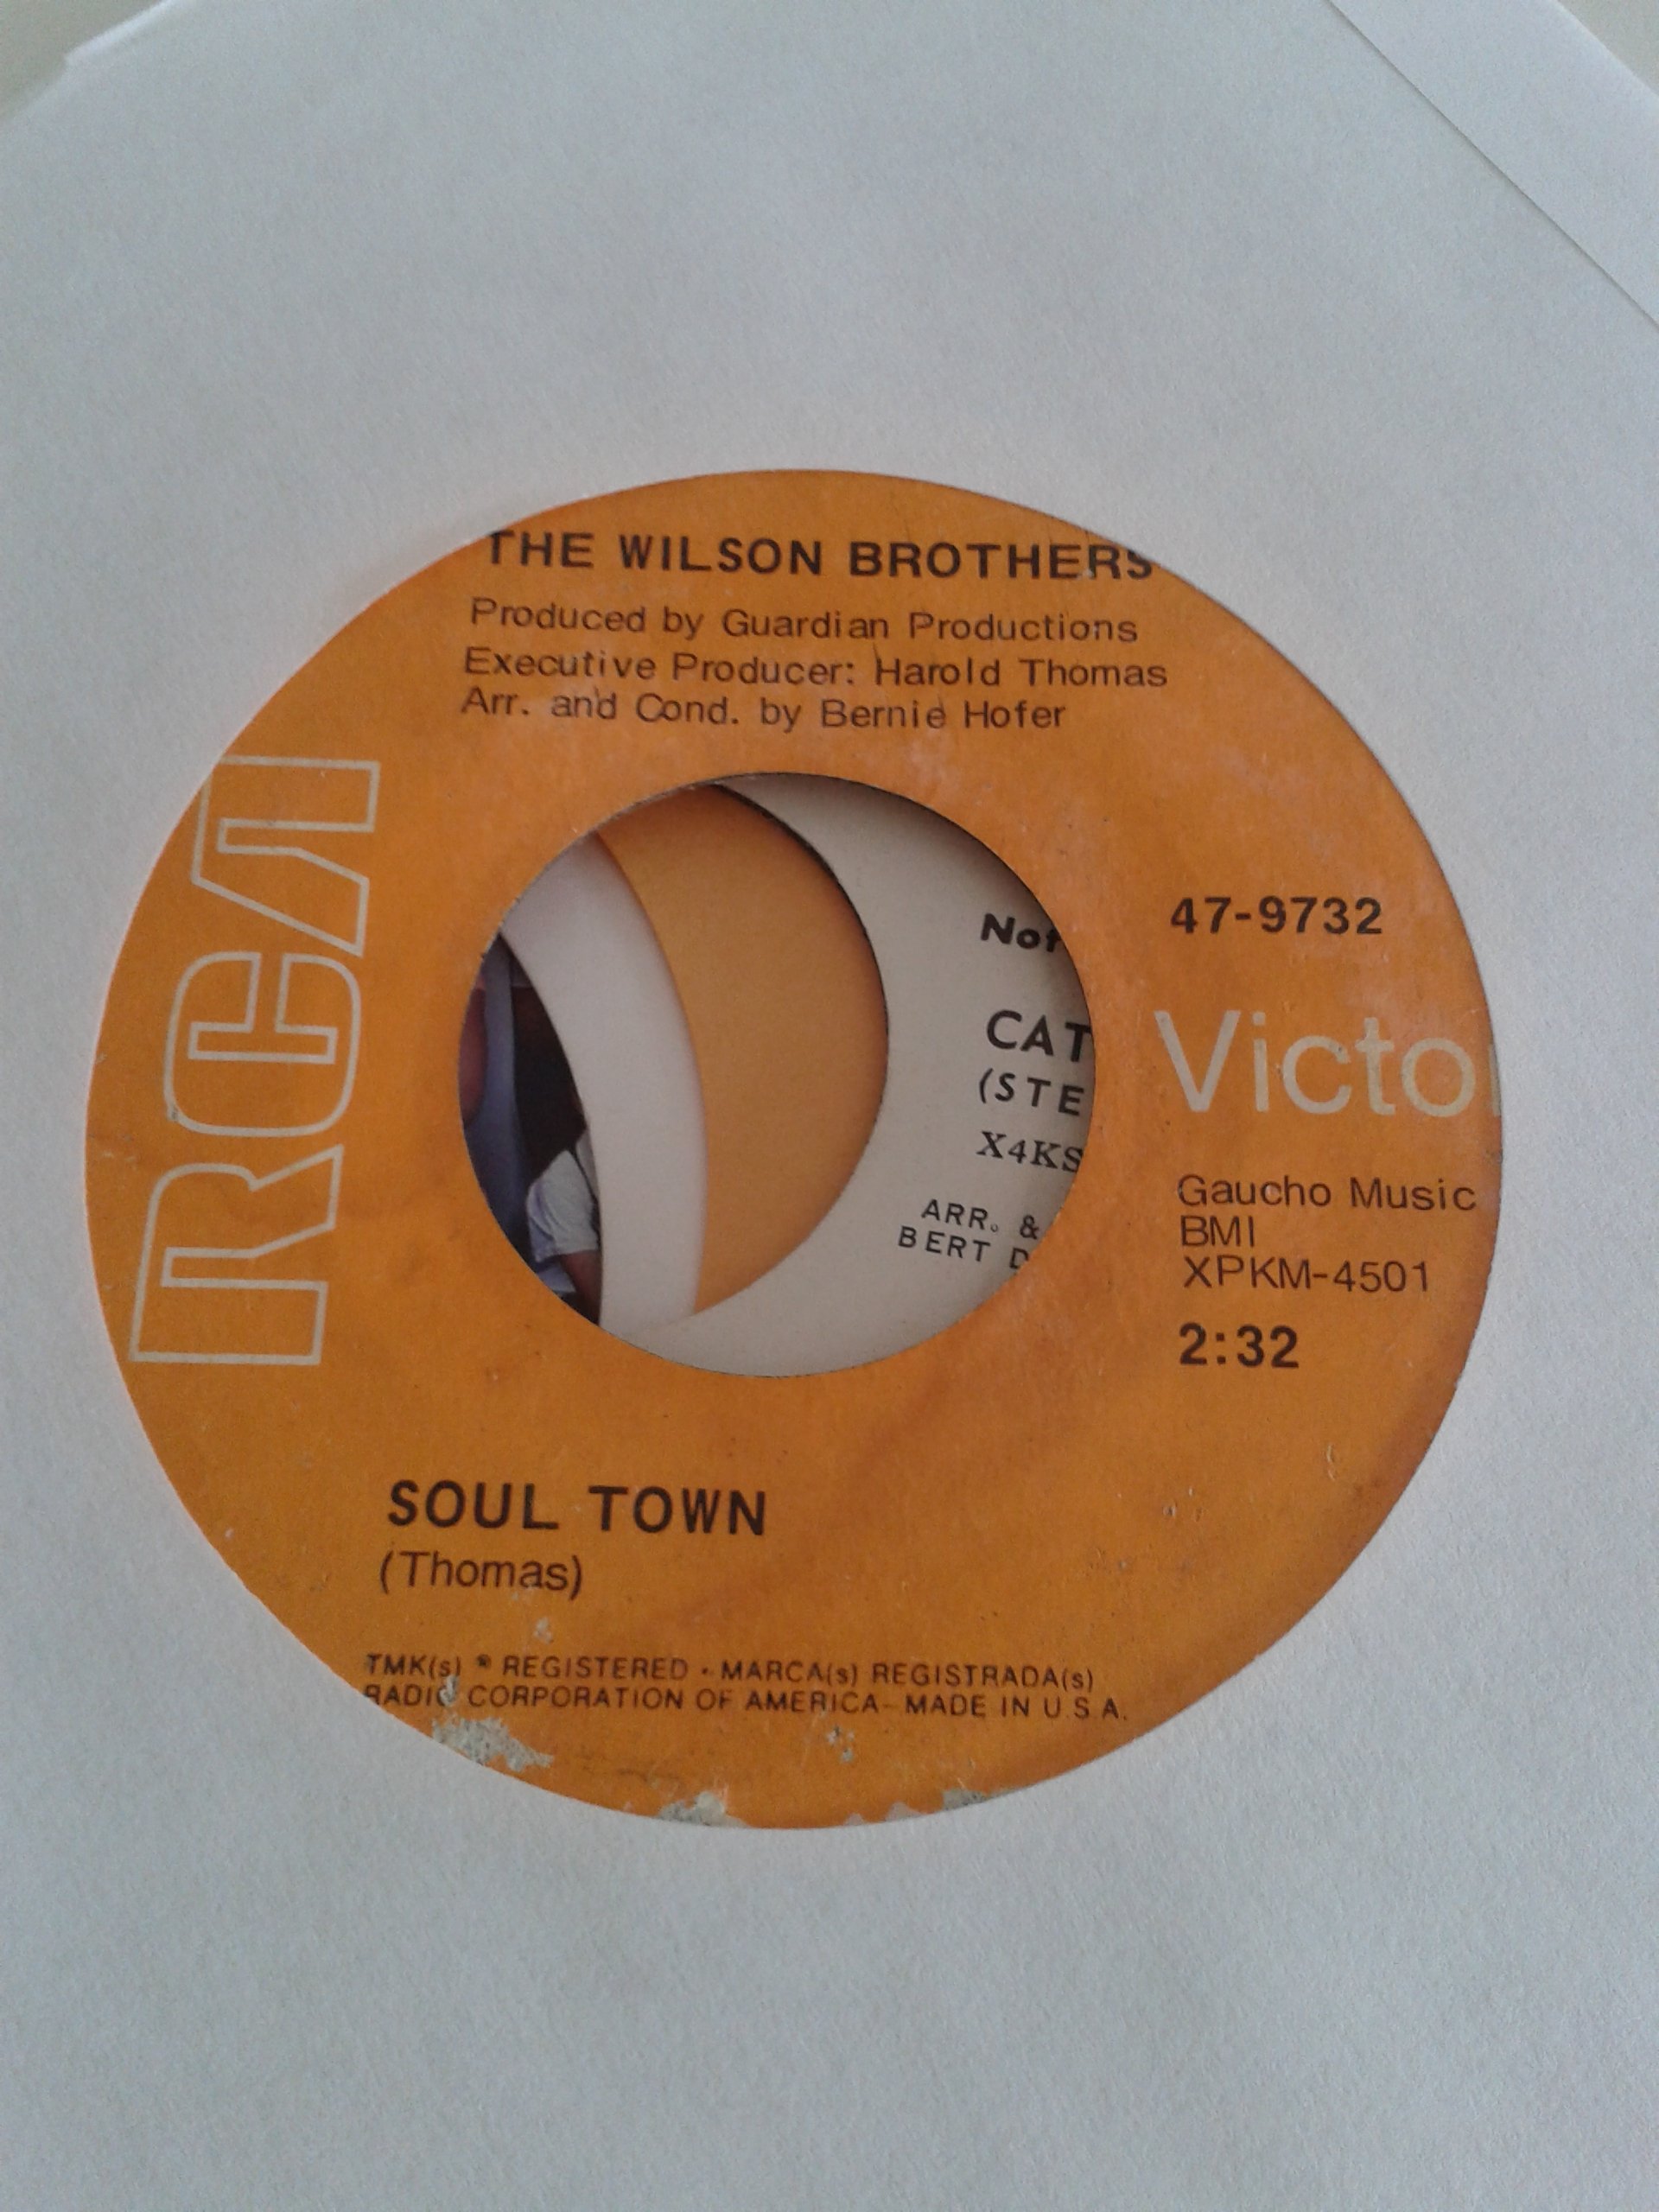 THE WILSON BROTHERS
Produced by Guardian Productions
Executive Producer: Harold Thomas
Arr. and Cond. by Bernie Hofer
RCA
47-9732
Victor
Gaucho Music
BMI
XPKM-4501
2:32
CAT
(STE
X4KS
ARR. &
BERT D
SOUL TOWN
(Thomas)
TMK(s) ® REGISTERED • MARCA(s) REGISTRADA(s)
RADIO CORPORATION OF AMERICA—MADE IN U.S.A.